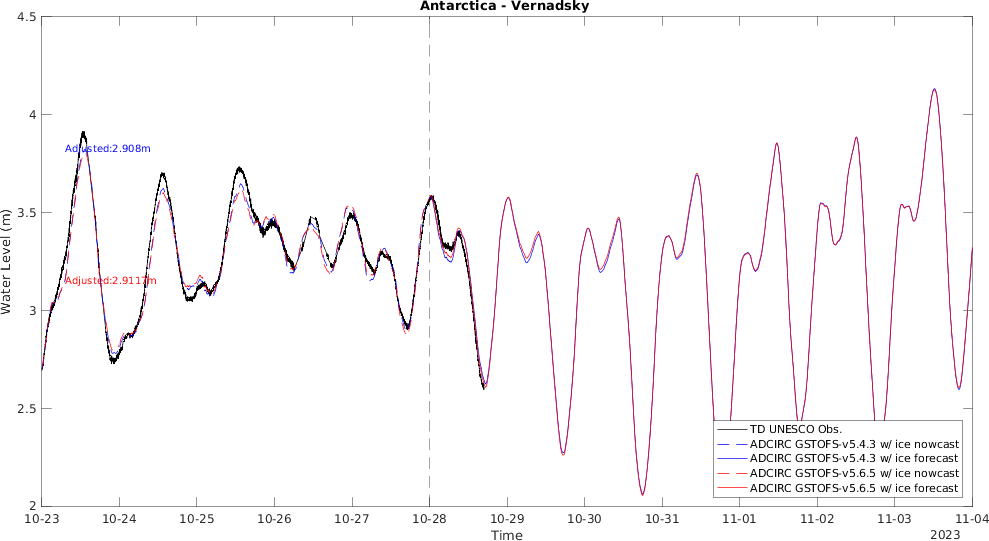 Antarctica - Vernadsky
Water Level (m)
4.5
4
3.5
3
2.5
2
Adjusted:2.908m
Adjusted:2.9117m
TD UNESCO Obs.
ADCIRC GSTOFS-v5.4.3 w/ ice nowcast
ADCIRC GSTOFS-v5.4.3 w/ ice forecast
ADCIRC GSTOFS-v5.6.5 w/ ice nowcast
ADCIRC GSTOFS-v5.6.5 w/ ice forecast
10-23 10-24 10-25 10-26 10-27 10-28 10-29 10-30 10-31 11-01 11-02 11-03 11-04
Time
2023